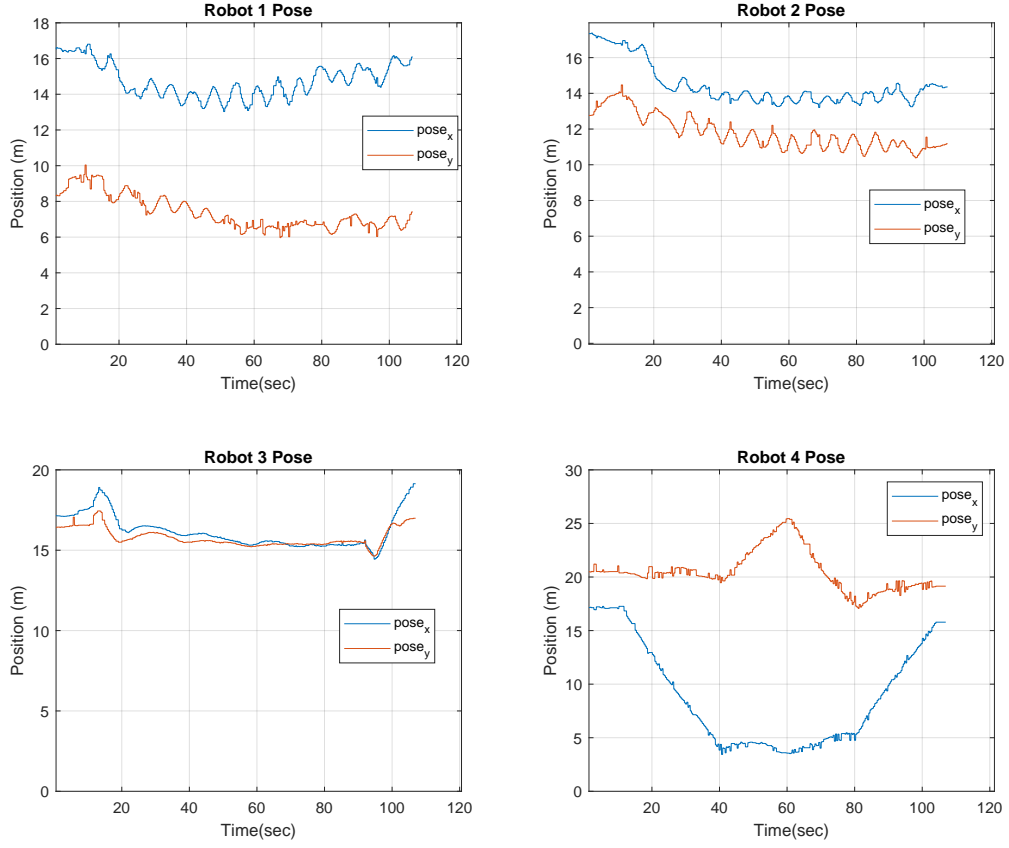 Robot 1 Pose
18
16
14
12
10
8
6
4
2
0
Position (m)
pose_x
pose_y
20 40 60 80 100 120
Time(sec)
Robot 2 Pose
18
16
14
12
10
8
6
4
2
0
Position (m)
pose_x
pose_y
20 40 60 80 100 120
Time(sec)
Robot 3 Pose
20
15
10
5
0
Position (m)
pose_x
pose_y
20 40 60 80 100 120
Time(sec)
Robot 4 Pose
30
25
20
15
10
5
0
Position (m)
pose_x
pose_y
20 40 60 80 100 120
Time(sec)